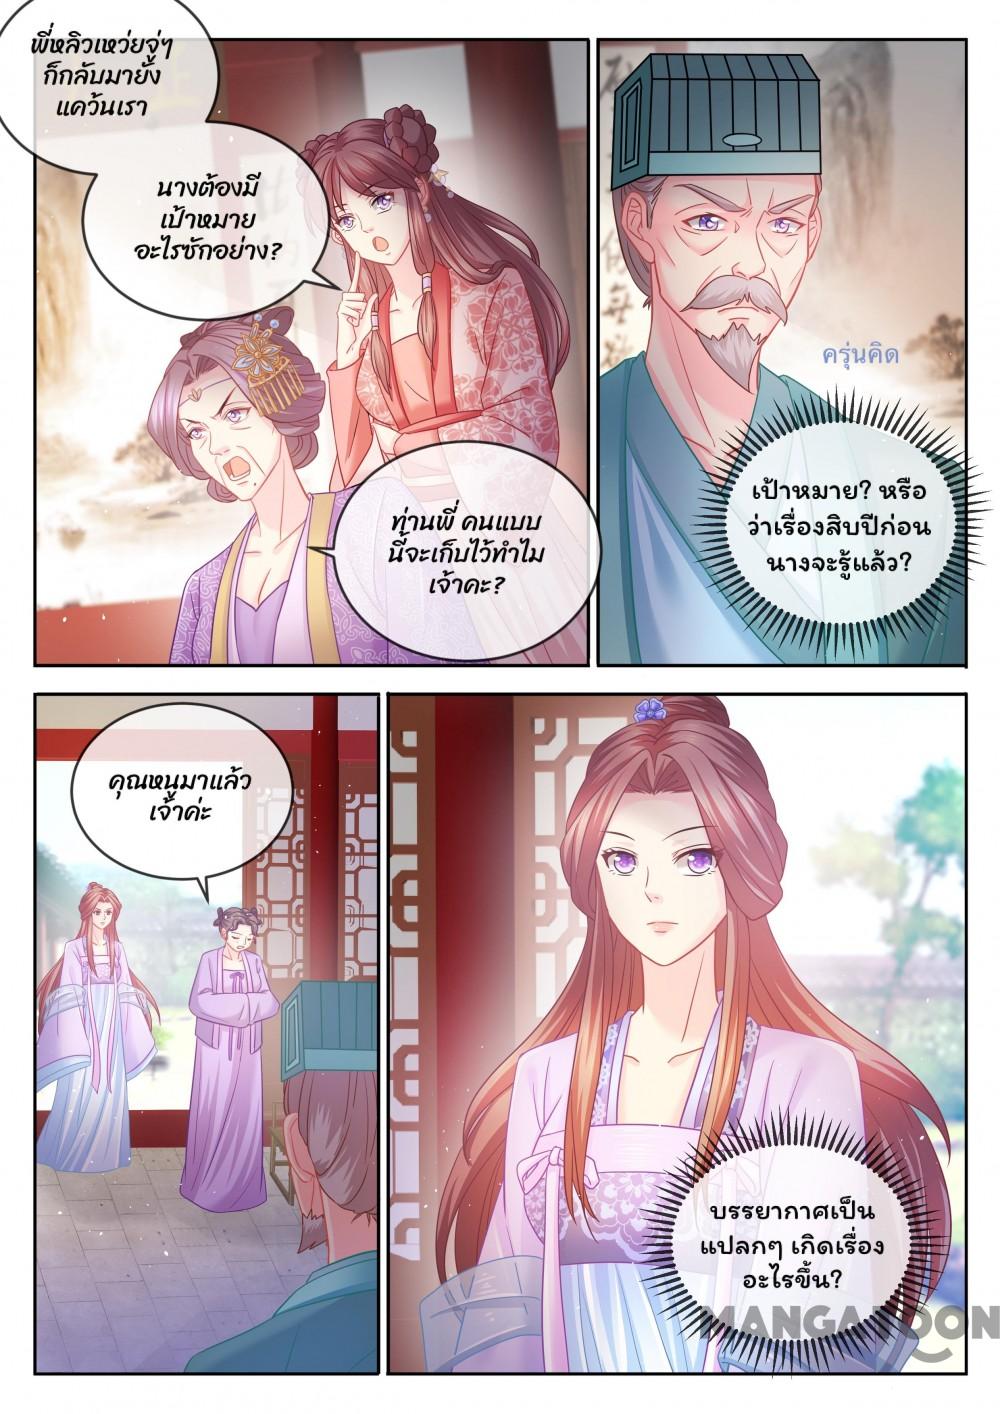 พี่หลิวเหว่ยจู่ๆ
ก็กลับมายัง
แคว้นเรา
นางต้องมี
เป้าหมาย
อะไรซักอย่าง?
ท่านพี่ คนแบบ
นี้จะเก็บไว้ทำไม
เจ้าคะ?
ครุ่นคิด
เป้าหมาย? หรือ
ว่าเรื่องสิบปีก่อน
นางจะรู้แล้ว?
คุณหนูมาแล้ว
เจ้าค่ะ
บรรยากาศเป็น
แปลกๆ เกิดเรื่อง
อะไรขึ้น?
MANGANOON